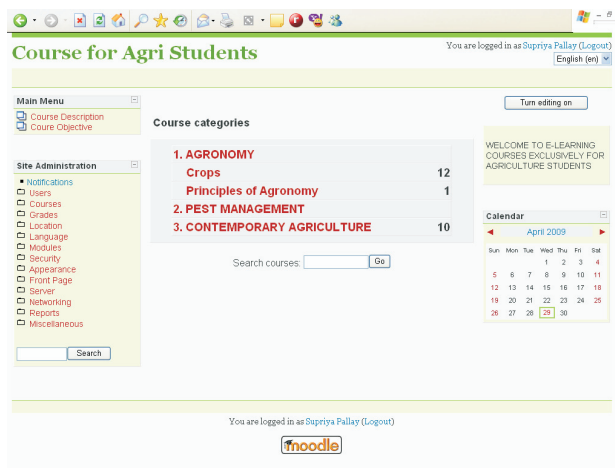 Course for Agri Students
You are logged in as Supriya Pallay (Logout)
English (en)
Main Menu
Course Description
Coure Objective
Site Administration
Notifications
Users
Courses
Grades
Location
Language
Modules
Security
Appearance
Front Page
Server
Networking
Reports
Miscellaneous
Search
Course categories
1. AGRONOMY
Crops 12
Principles of Agronomy 1
2. PEST MANAGEMENT
3. CONTEMPORARY AGRICULTURE 10
Search courses: Go
Turn editing on
WELCOME TO E-LEARNING
COURSES EXCLUSIVELY FOR
AGRICULTURE STUDENTS
Calendar
◄ April 2009 ►
Sun Mon Tue Wed Thu Fri Sat
1 2 3 4
5 6 7 8 9 10 11
12 13 14 15 16 17 18
19 20 21 22 23 24 25
26 27 28 29 30
You are logged in as Supriya Pallay (Logout)
moodle